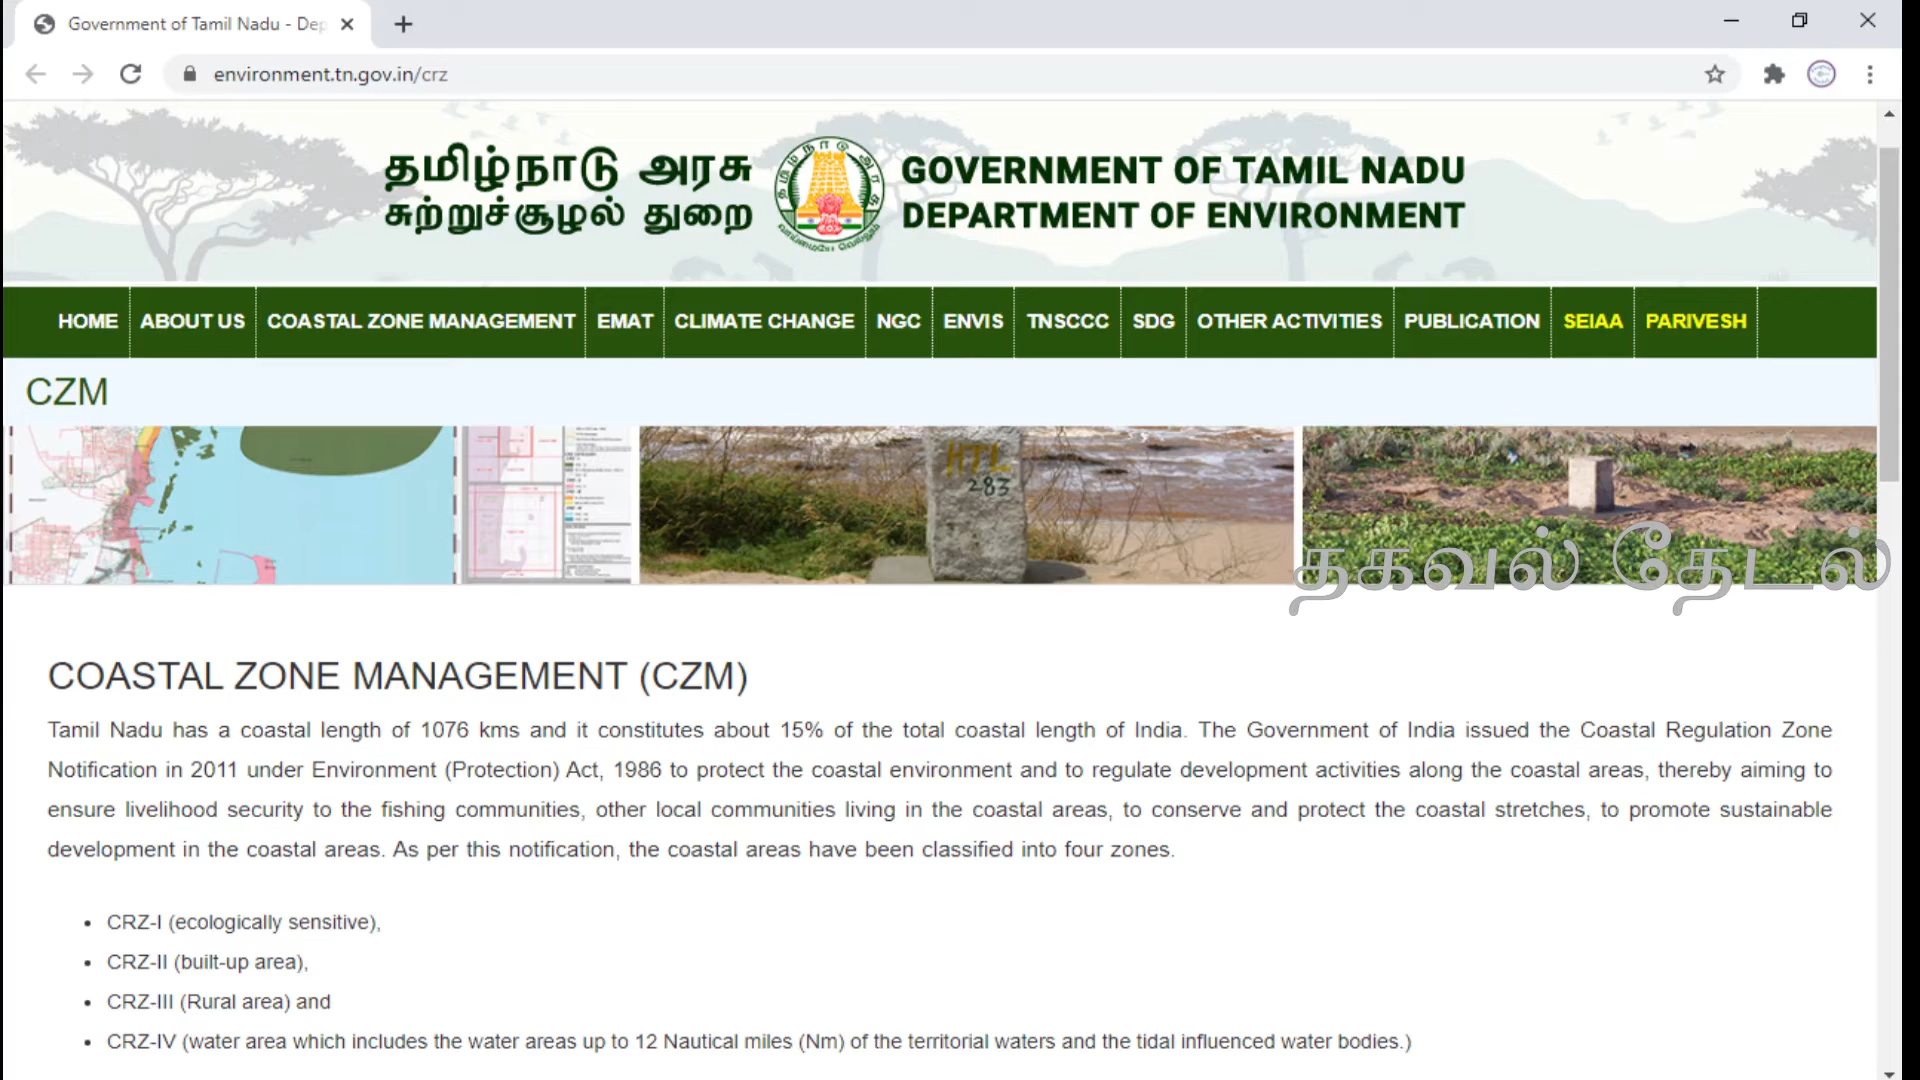 Government of Tamil Nadu - Dep
environment.tn.gov.in/crz
தமிழ்நாடு அரசு
சுற்றுச்சூழல் துறை
GOVERNMENT OF TAMIL NADU
DEPARTMENT OF ENVIRONMENT
HOME ABOUT US COASTAL ZONE MANAGEMENT EMAT CLIMATE CHANGE NGC ENVIS TNSCCC SDG OTHER ACTIVITIES PUBLICATION SEIAA PARIVESH
CZM
HTL
283
தகவல் தேடல்
COASTAL ZONE MANAGEMENT (CZM)
Tamil Nadu has a coastal length of 1076 kms and it constitutes about 15% of the total coastal length of India. The Government of India issued the Coastal Regulation Zone
Notification in 2011 under Environment (Protection) Act, 1986 to protect the coastal environment and to regulate development activities along the coastal areas, thereby aiming to
ensure livelihood security to the fishing communities, other local communities living in the coastal areas, to conserve and protect the coastal stretches, to promote sustainable
development in the coastal areas. As per this notification, the coastal areas have been classified into four zones.
• CRZ-I (ecologically sensitive),
• CRZ-II (built-up area),
• CRZ-III (Rural area) and
• CRZ-IV (water area which includes the water areas up to 12 Nautical miles (Nm) of the territorial waters and the tidal influenced water bodies.)